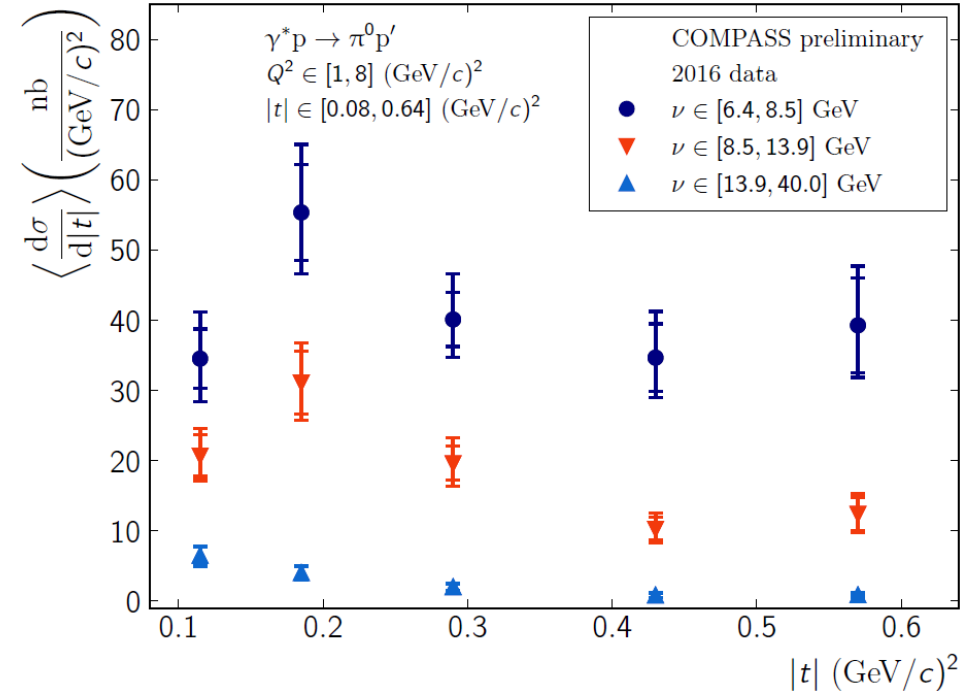 ⟨dσ/d|t|⟩ (nb/(GeV/c)²)
80
70
60
50
40
30
20
10
0
γ*p → π⁰p′
Q² ∈ [1, 8] (GeV/c)²
|t| ∈ [0.08, 0.64] (GeV/c)²
COMPASS preliminary
2016 data
ν ∈ [6.4, 8.5] GeV
ν ∈ [8.5, 13.9] GeV
ν ∈ [13.9, 40.0] GeV
0.1 0.2 0.3 0.4 0.5 0.6
|t| (GeV/c)²